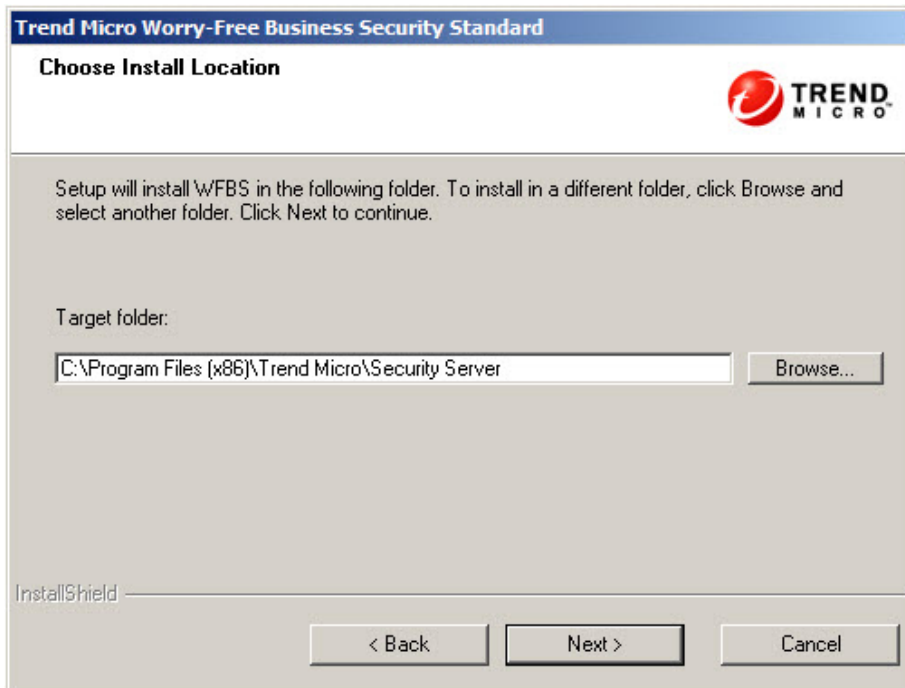 Trend Micro Worry-Free Business Security Standard
Choose Install Location
TREND
MICRO™
Setup will install WFBS in the following folder. To install in a different folder, click Browse and
select another folder. Click Next to continue.
Target folder:
C:\Program Files (x86)\Trend Micro\Security Server
Browse...
InstallShield
< Back
Next >
Cancel